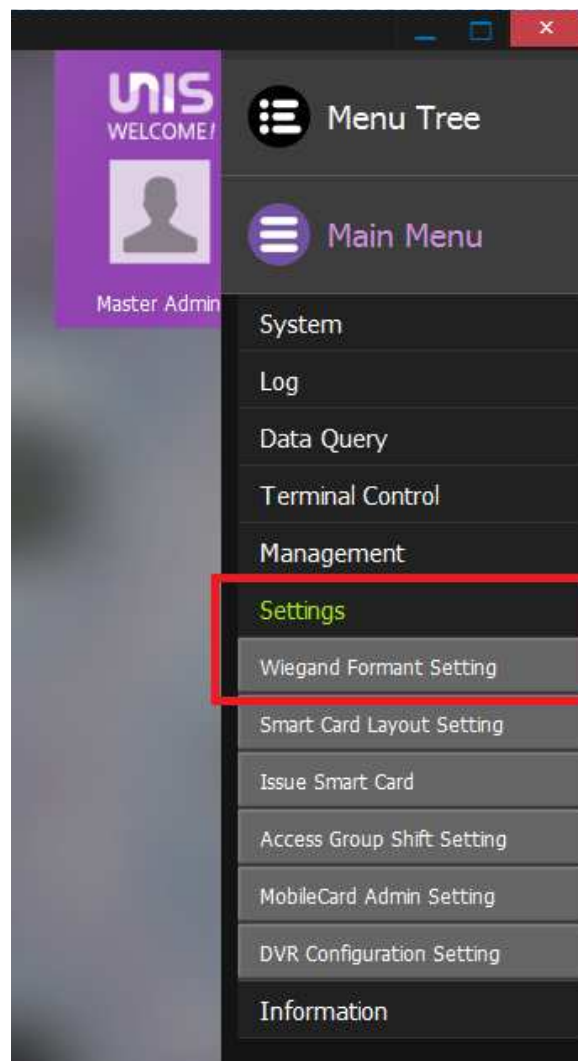 UNIS
WELCOME!
Master Admin
Menu Tree
Main Menu
System
Log
Data Query
Terminal Control
Management
Settings
Wiegand Formant Setting
Smart Card Layout Setting
Issue Smart Card
Access Group Shift Setting
MobileCard Admin Setting
DVR Configuration Setting
Information